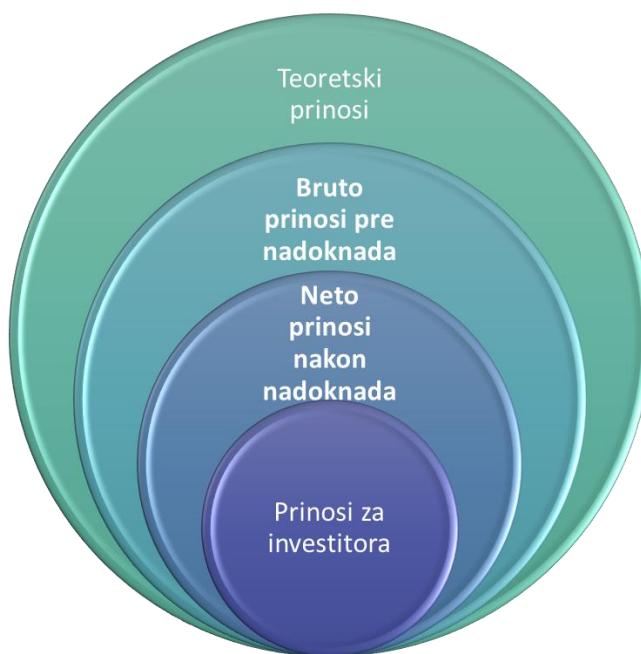 Teoretski
prinosi
Bruto
prinosi pre
nadoknada
Neto
prinosi
nakon
nadoknada
Prinosi za
investitora